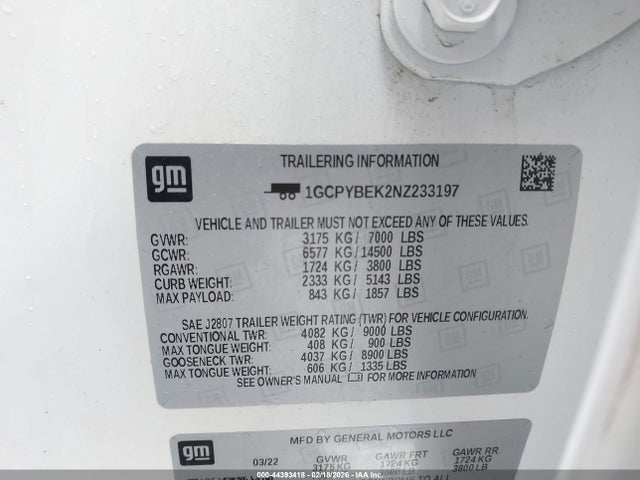 gm
TRAILERING INFORMATION
1GCPYBEK2NZ233197
VEHICLE AND TRAILER MUST NOT EXCEED ANY OF THESE VALUES.
GVWR: 3175 KG / 7000 LBS
GCWR: 6577 KG / 14500 LBS
RGAWR: 1724 KG / 3800 LBS
CURB WEIGHT: 2333 KG / 5143 LBS
MAX PAYLOAD: 843 KG / 1857 LBS
SAE J2807 TRAILER WEIGHT RATING (TWR) FOR VEHICLE CONFIGURATION.
CONVENTIONAL TWR: 4082 KG / 9000 LBS
MAX TONGUE WEIGHT: 408 KG / 900 LBS
GOOSENECK TWR: 4037 KG / 8900 LBS
MAX TONGUE WEIGHT: 606 KG / 1335 LBS
SEE OWNER'S MANUAL FOR MORE INFORMATION
gm
MFD BY GENERAL MOTORS LLC
03/22 GVWR GAWR FRT GAWR RR
3175 KG 1724 KG 1724 KG
3800 LB 3800 LB
000-44393418 - 02/18/2026 - IAAI.COM